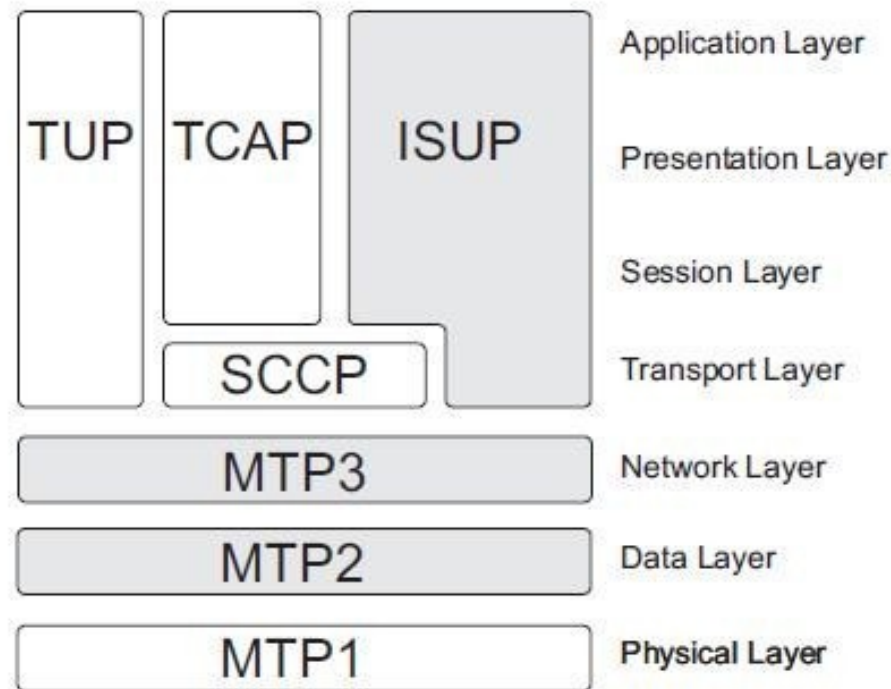 Application Layer
TUP TCAP ISUP
Presentation Layer
Session Layer
SCCP
Transport Layer
MTP3
Network Layer
MTP2
Data Layer
MTP1
Physical Layer